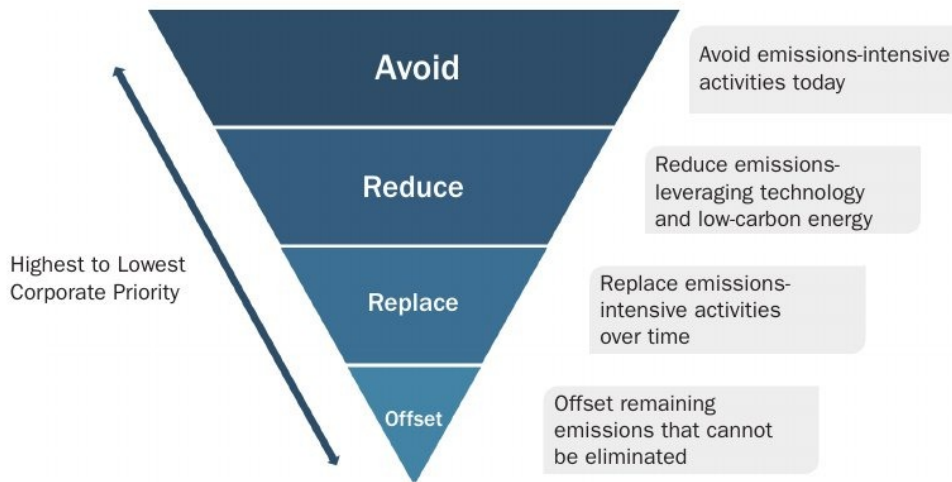 Avoid
Avoid emissions-intensive
activities today
Reduce
Reduce emissions-
leveraging technology
and low-carbon energy
Highest to Lowest
Corporate Priority
Replace
Replace emissions-
intensive activities
over time
Offset
Offset remaining
emissions that cannot
be eliminated